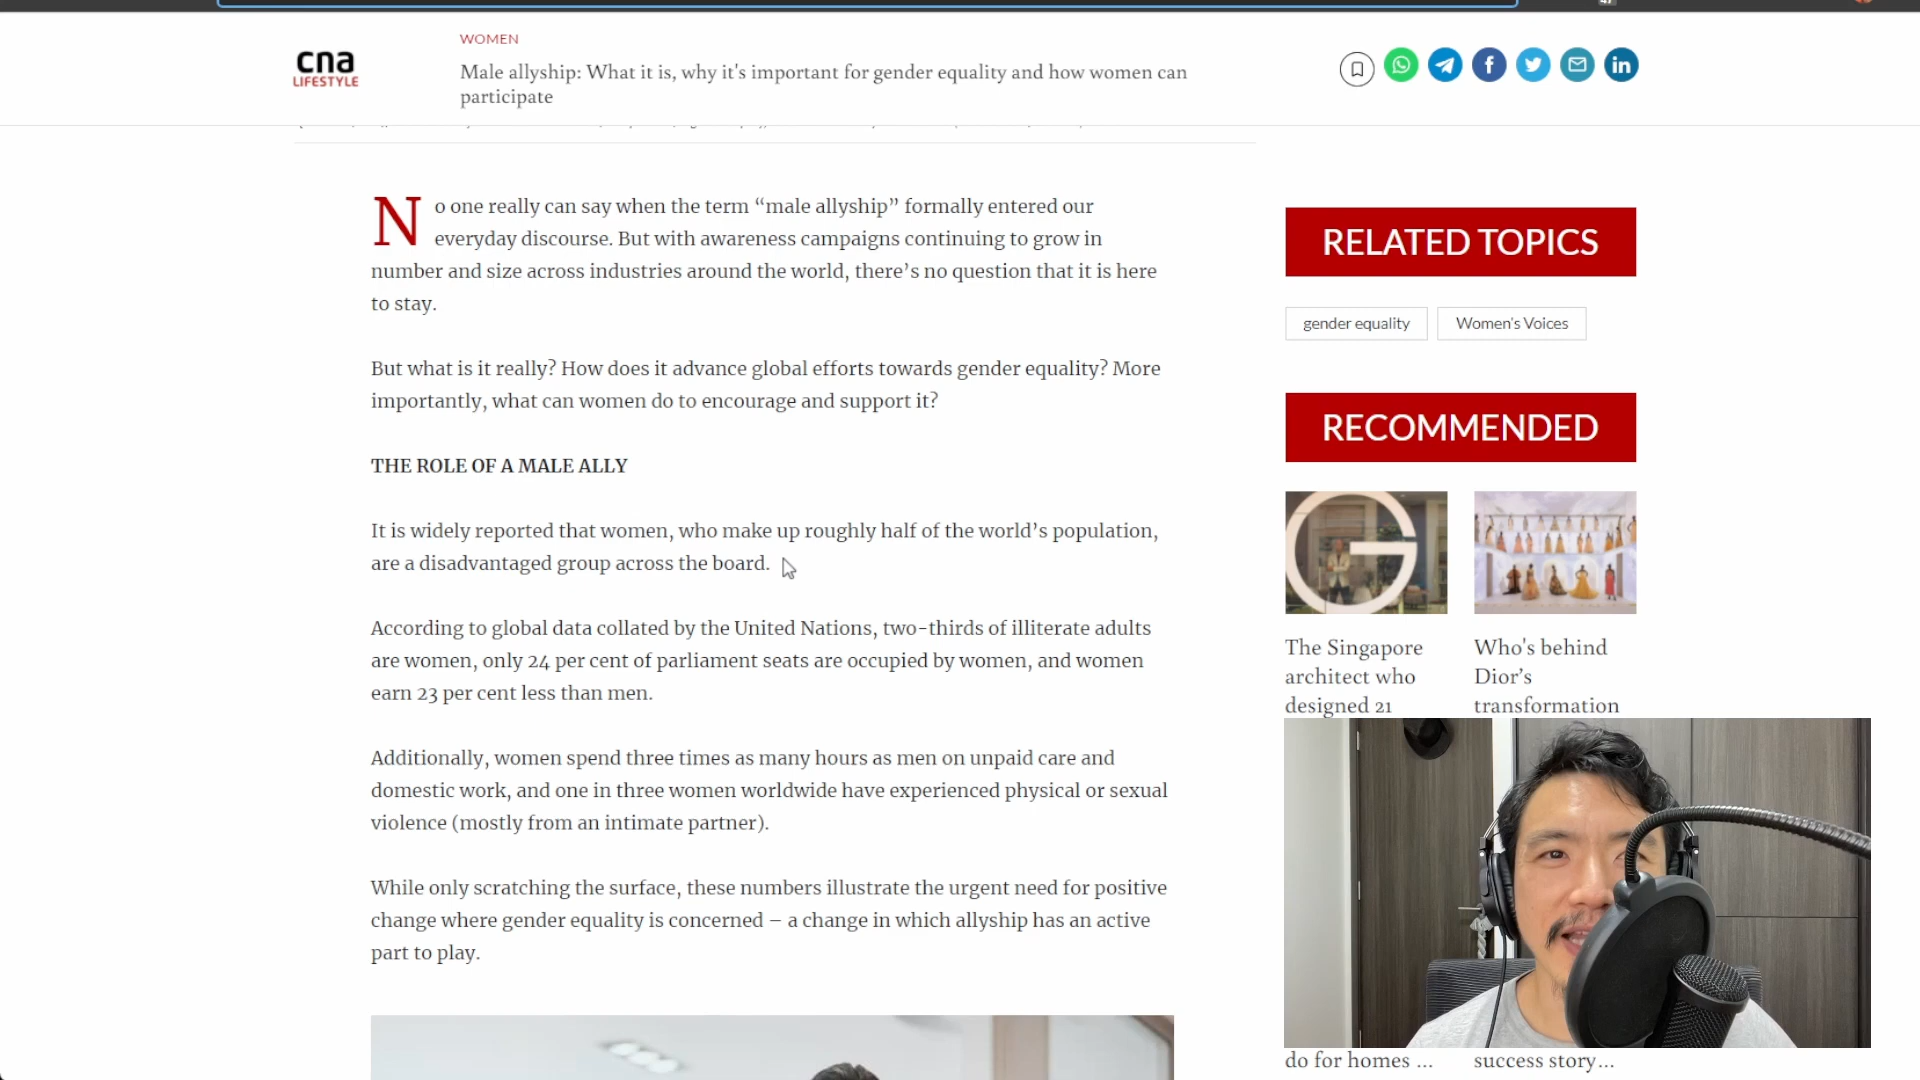 WOMEN
cna
LIFESTYLE
Male allyship: What it is, why it's important for gender equality and how women can
participate
No one really can say when the term “male allyship” formally entered our
everyday discourse. But with awareness campaigns continuing to grow in
number and size across industries around the world, there’s no question that it is here
to stay.
But what is it really? How does it advance global efforts towards gender equality? More
importantly, what can women do to encourage and support it?
THE ROLE OF A MALE ALLY
It is widely reported that women, who make up roughly half of the world’s population,
are a disadvantaged group across the board.
According to global data collated by the United Nations, two-thirds of illiterate adults
are women, only 24 per cent of parliament seats are occupied by women, and women
earn 23 per cent less than men.
Additionally, women spend three times as many hours as men on unpaid care and
domestic work, and one in three women worldwide have experienced physical or sexual
violence (mostly from an intimate partner).
While only scratching the surface, these numbers illustrate the urgent need for positive
change where gender equality is concerned – a change in which allyship has an active
part to play.
RELATED TOPICS
gender equality
Women's Voices
RECOMMENDED
G
The Singapore
architect who
designed 21
do for homes ...
Who's behind
Dior’s
transformation
success story...